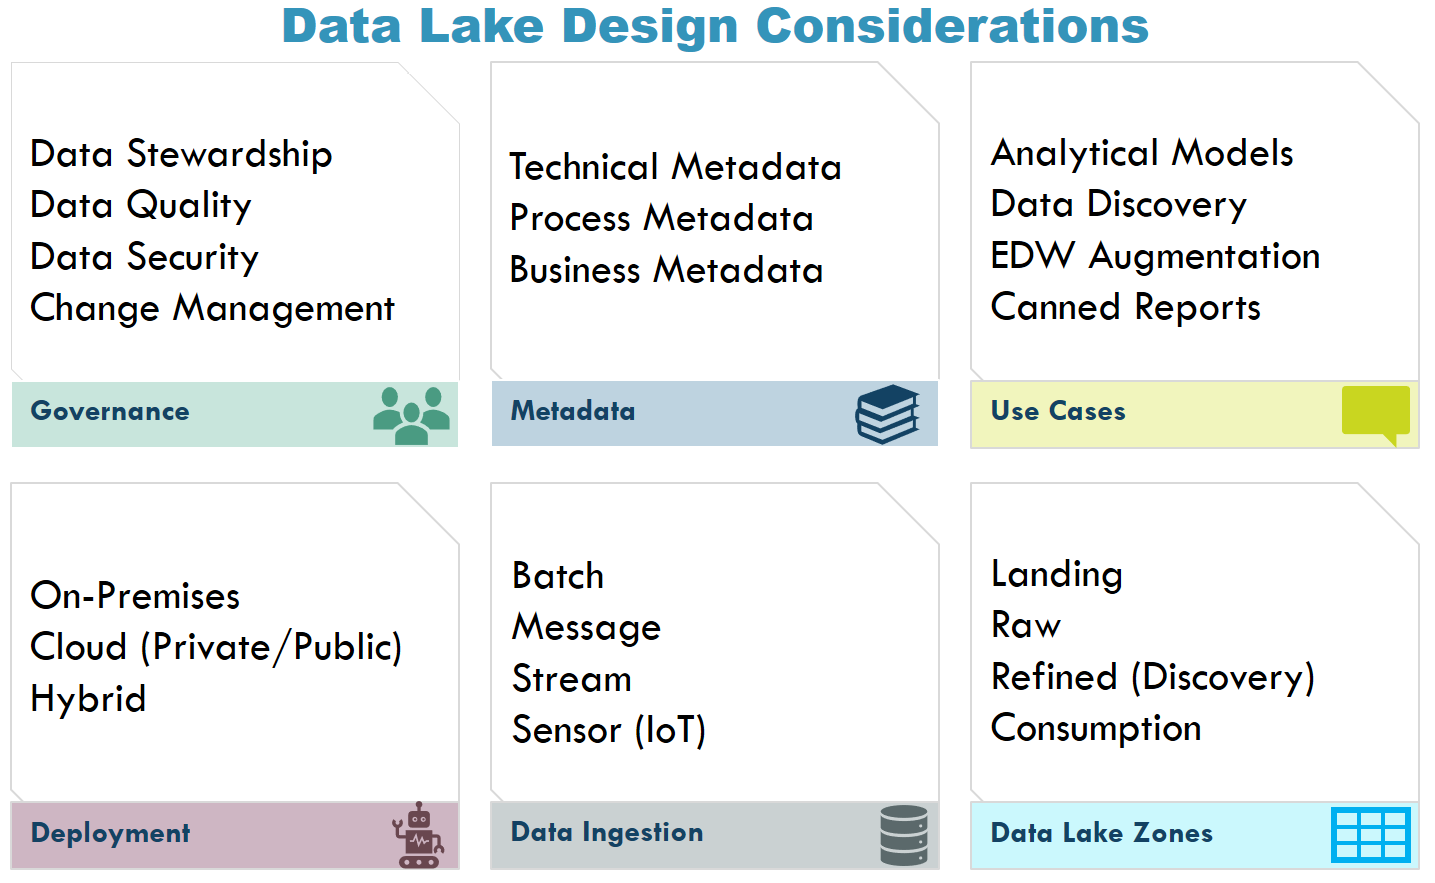 Data Lake Design Considerations
Data Stewardship
Data Quality
Data Security
Change Management
Governance
Technical Metadata
Process Metadata
Business Metadata
Metadata
Analytical Models
Data Discovery
EDW Augmentation
Canned Reports
Use Cases
On-Premises
Cloud (Private/Public)
Hybrid
Deployment
Batch
Message
Stream
Sensor (IoT)
Data Ingestion
Landing
Raw
Refined (Discovery)
Consumption
Data Lake Zones